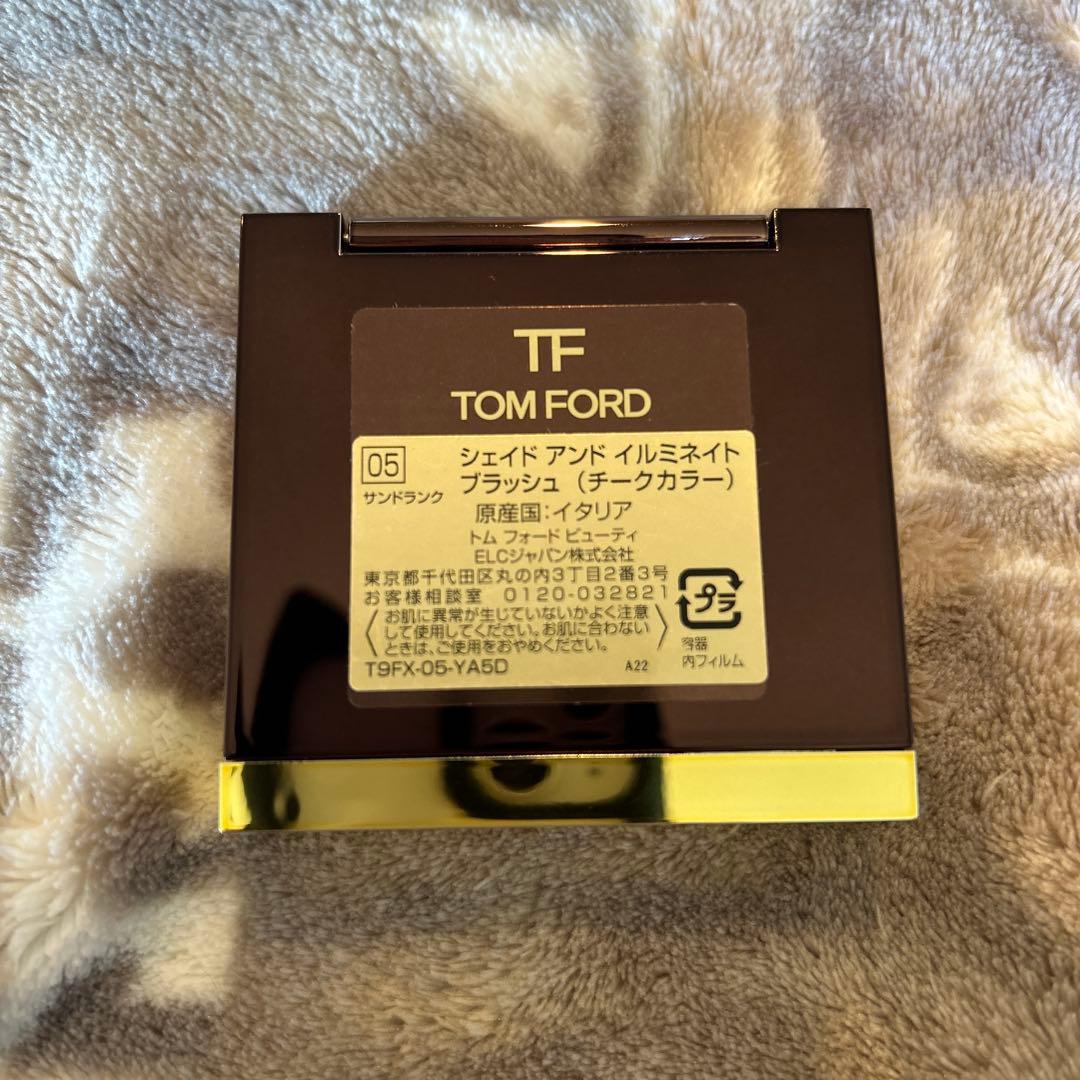 TF
TOM FORD
05
サンドランク
シェイド アンド イルミネイト
ブラッシュ（チークカラー）
原産国：イタリア
トム フォード ビューティ
ELCジャパン株式会社
東京都千代田区丸の内3丁目2番3号
お客様相談室 0120-032821
〈お肌に異常が生じていないかよく注意
して使用してください。お肌に合わない
ときは、ご使用をおやめください。〉
T9FX-05-YA5D
A22
プラ
容器
内フィルム